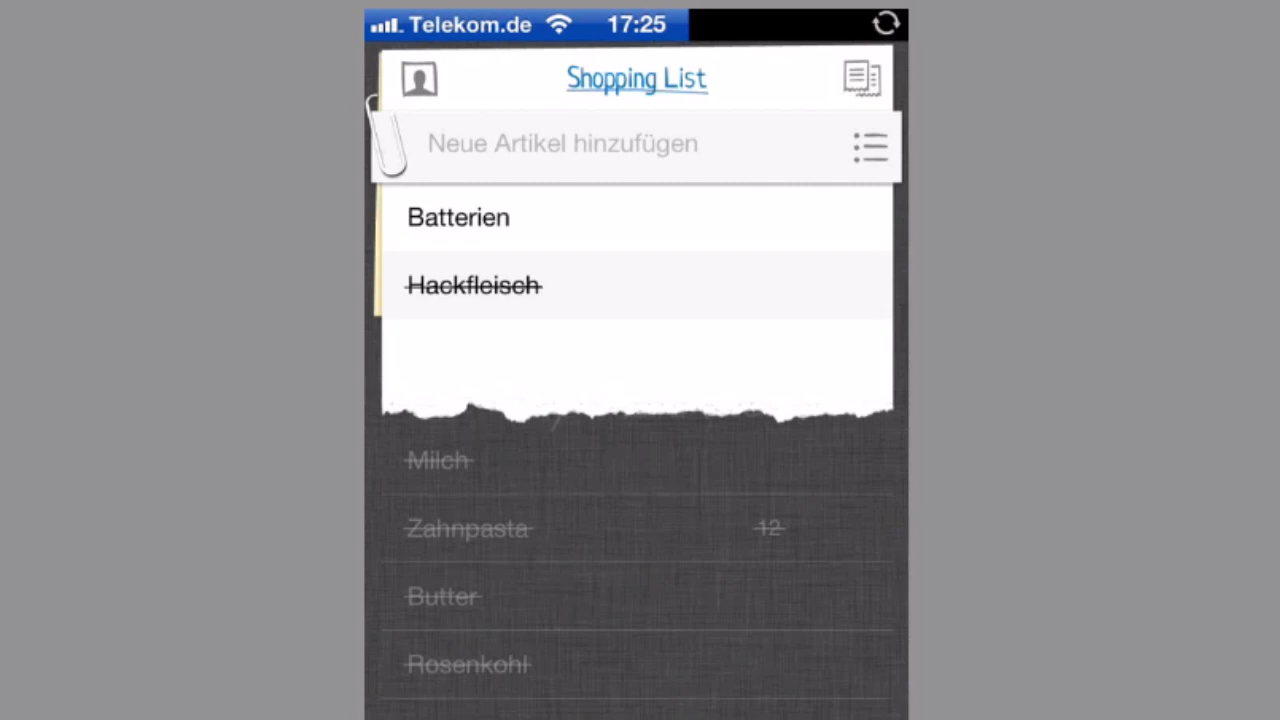 Telekom.de 17:25
Shopping List
Neue Artikel hinzufügen
Batterien
Hackfleisch
Milch
Zahnpasta 12
Butter
Rosenkohl